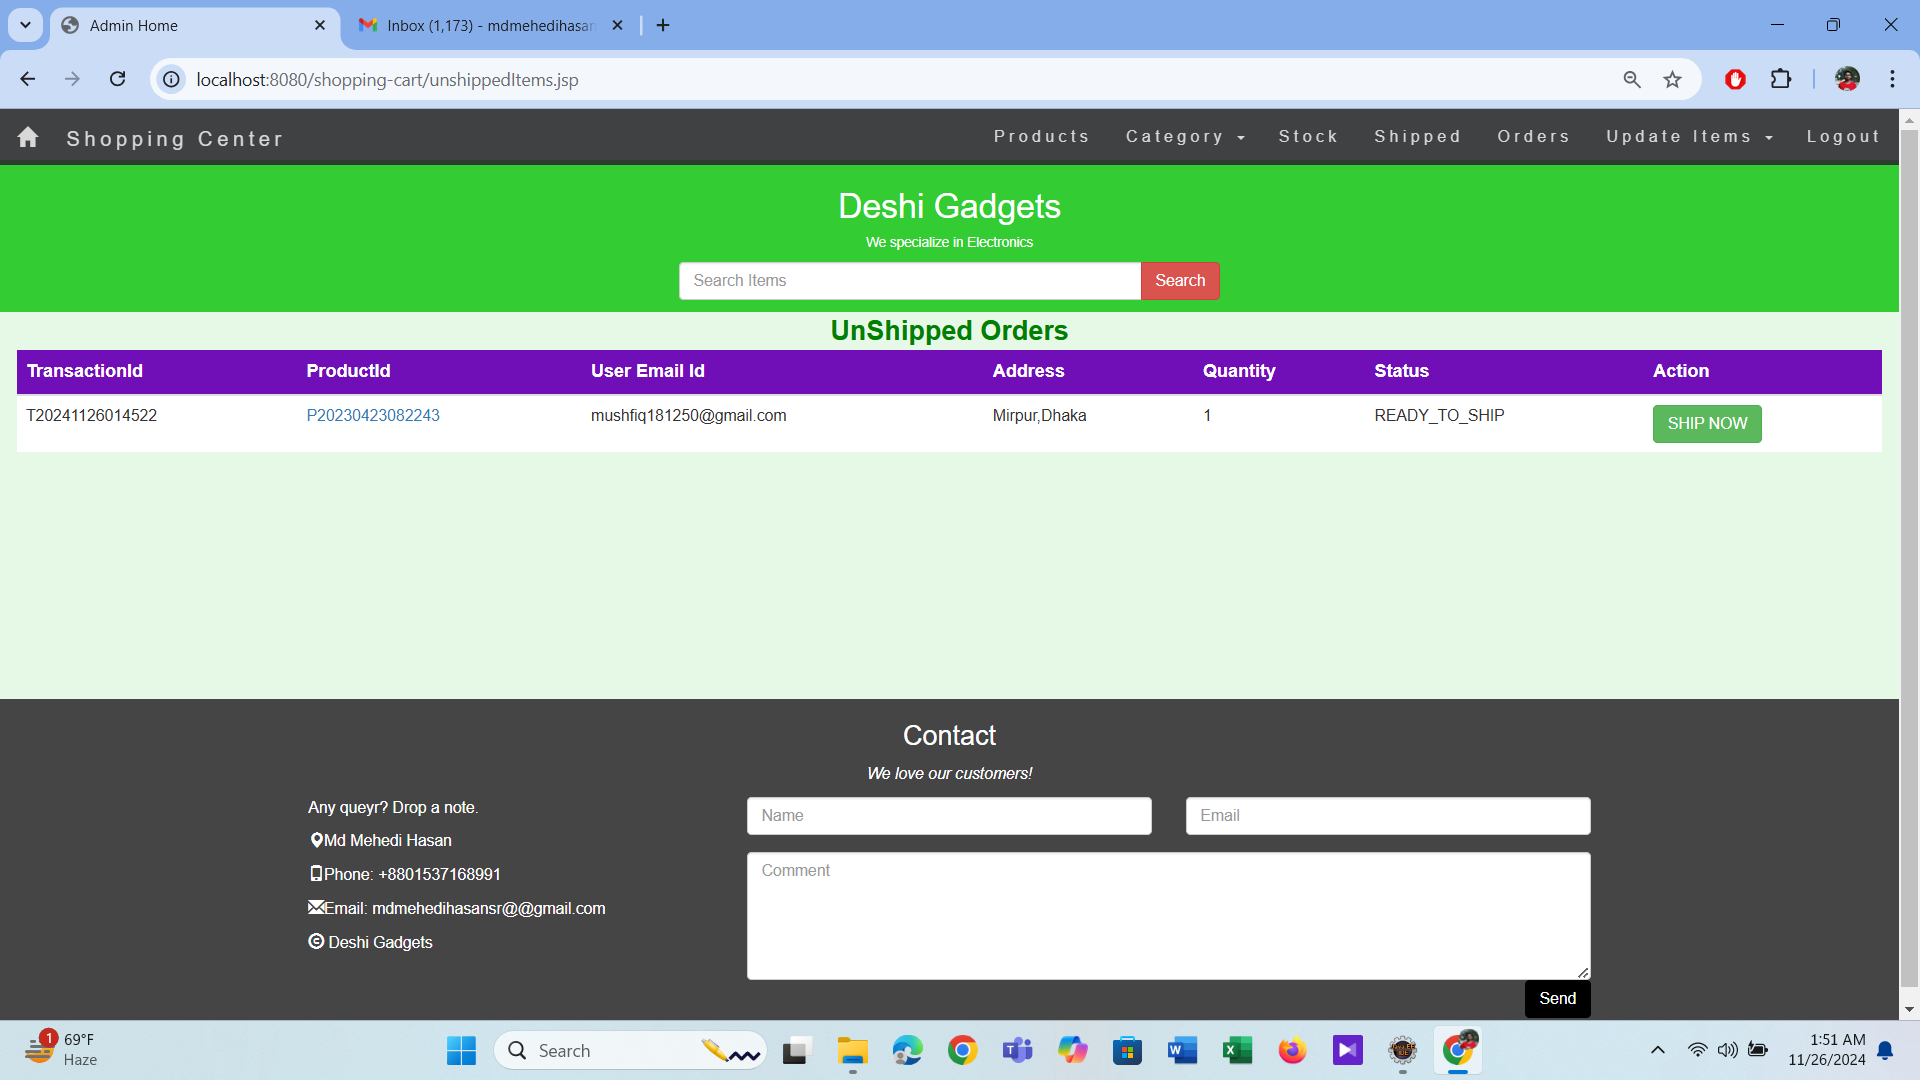 Admin Home
Inbox (1,173) - mdmehedihasan
localhost:8080/shopping-cart/unshippedItems.jsp
Shopping Center
Products Category Stock Shipped Orders Update Items Logout
Deshi Gadgets
We specialize in Electronics
Search Items Search
UnShipped Orders
TransactionId ProductId User Email Id Address Quantity Status Action
T20241126014522 P20230423082243 mushfiq181250@gmail.com Mirpur,Dhaka 1 READY_TO_SHIP SHIP NOW
Contact
We love our customers!
Any queyr? Drop a note.
Md Mehedi Hasan
Phone: +8801537168991
Email: mdmehedihasansr@@gmail.com
© Deshi Gadgets
Name Email
Comment
Send
1 69°F
Haze
Search
1:51 AM
11/26/2024